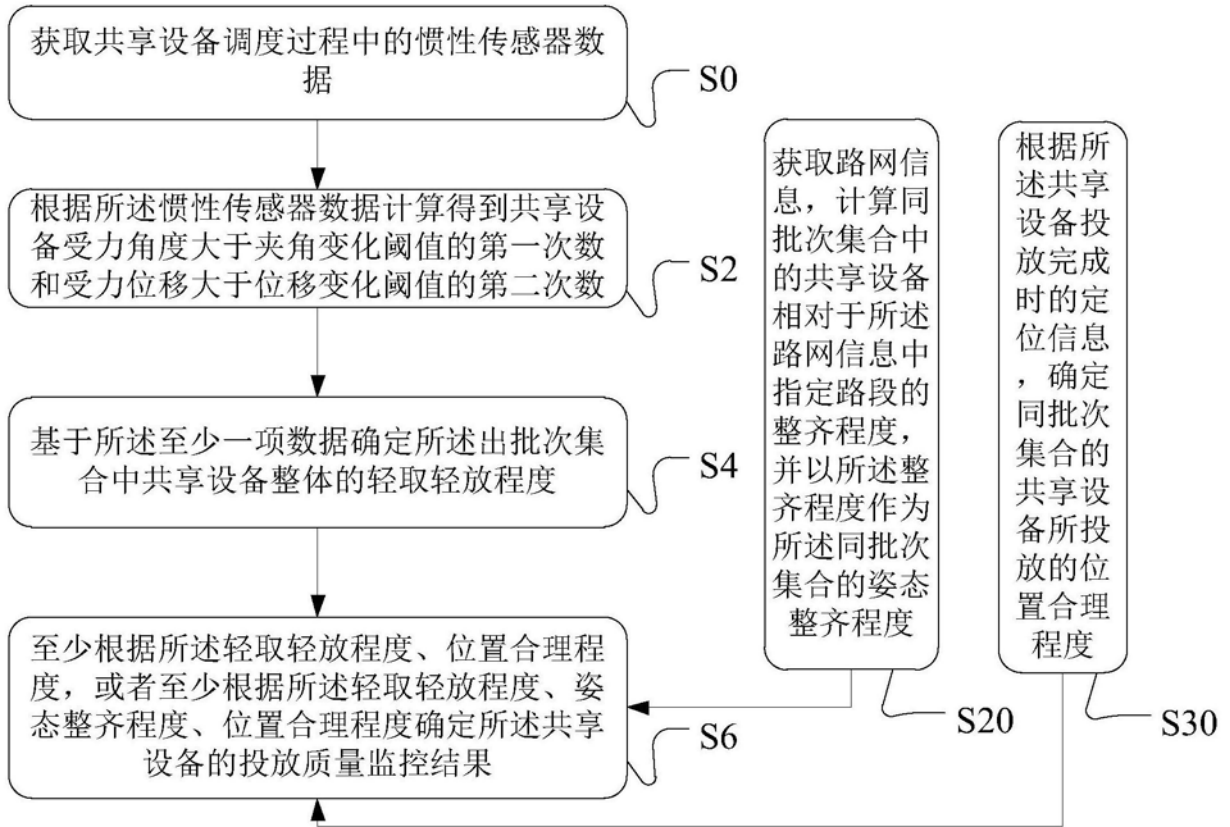 获取共享设备调度过程中的惯性传感器数
据
S0
根据所述惯性传感器数据计算得到共享设
备受力角度大于夹角变化阈值的第一次数
和受力位移大于位移变化阈值的第二次数
S2
基于所述至少一项数据确定所述出批次集
合中共享设备整体的轻取轻放程度
S4
至少根据所述轻取轻放程度、位置合理程
度，或者至少根据所述轻取轻放程度、姿
态整齐程度、位置合理程度确定所述共享
设备的投放质量监控结果
S6
获取路网信
息，计算同
批次集合中
的共享设备
相对于所述
路网信息中
指定路段的
整齐程度，
并以所述整
齐程度作为
所述同批次
集合的姿态
整齐程度
S20
根据所
述共享
设备投
放完成
时的定
位信息
，确定
同批次
集合的
共享设
备所投
放的位
置合理
程度
S30